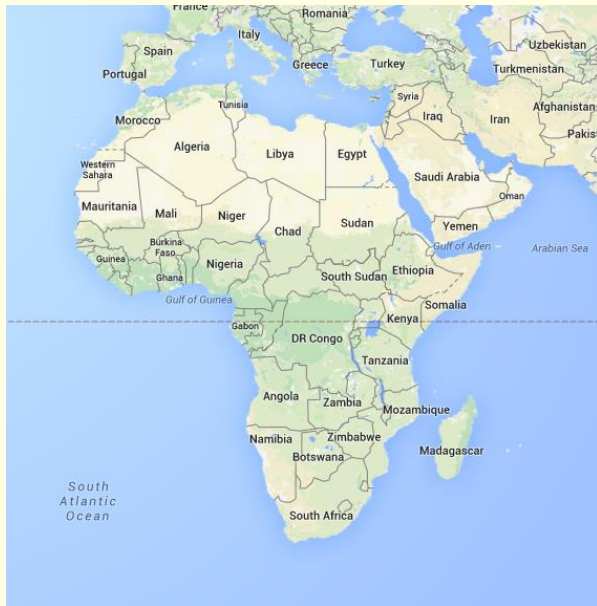 France
Romania
Italy
Uzbekistan
Spain
Greece
Turkey
Turkmenistan
Portugal
Syria
Afghanistan
Tunisia
Morocco
Iraq
Iran
Pakis
Algeria
Libya
Egypt
Western
Sahara
Saudi Arabia
Oman
Mauritania
Mali
Niger
Chad
Sudan
Yemen
Gulf of Aden
Arabian Sea
Burkina
Faso
Guinea
Nigeria
Ghana
South Sudan
Ethiopia
Gulf of Guinea
Somalia
Gabon
Kenya
DR Congo
Tanzania
Angola
Zambia
Mozambique
Namibia
Zimbabwe
Botswana
Madagascar
South
Atlantic
Ocean
South Africa